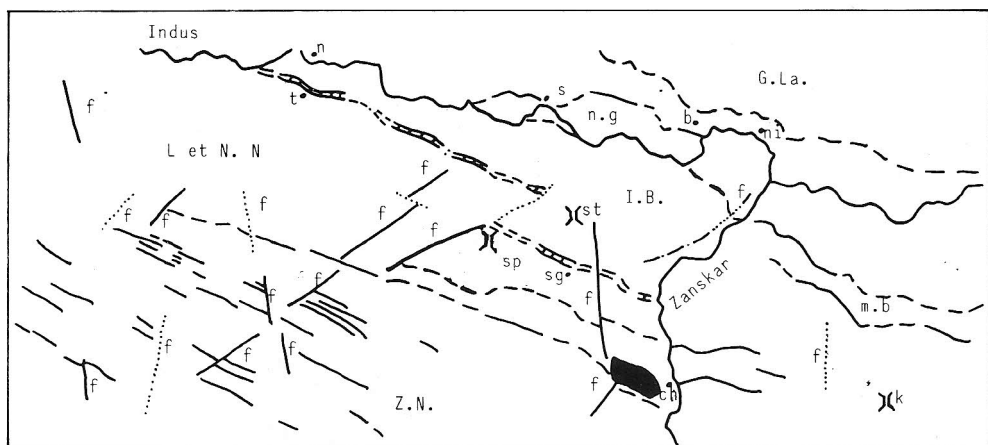 Indus
n
G.La.
f
t
s
n.g
b
ni
L et N. N
f
f
f
f
f
I.B.
f
st
f
sp
sg
Zanskar
f
f
f
m.b
f
f
f
f
f
ch
Z.N.
k